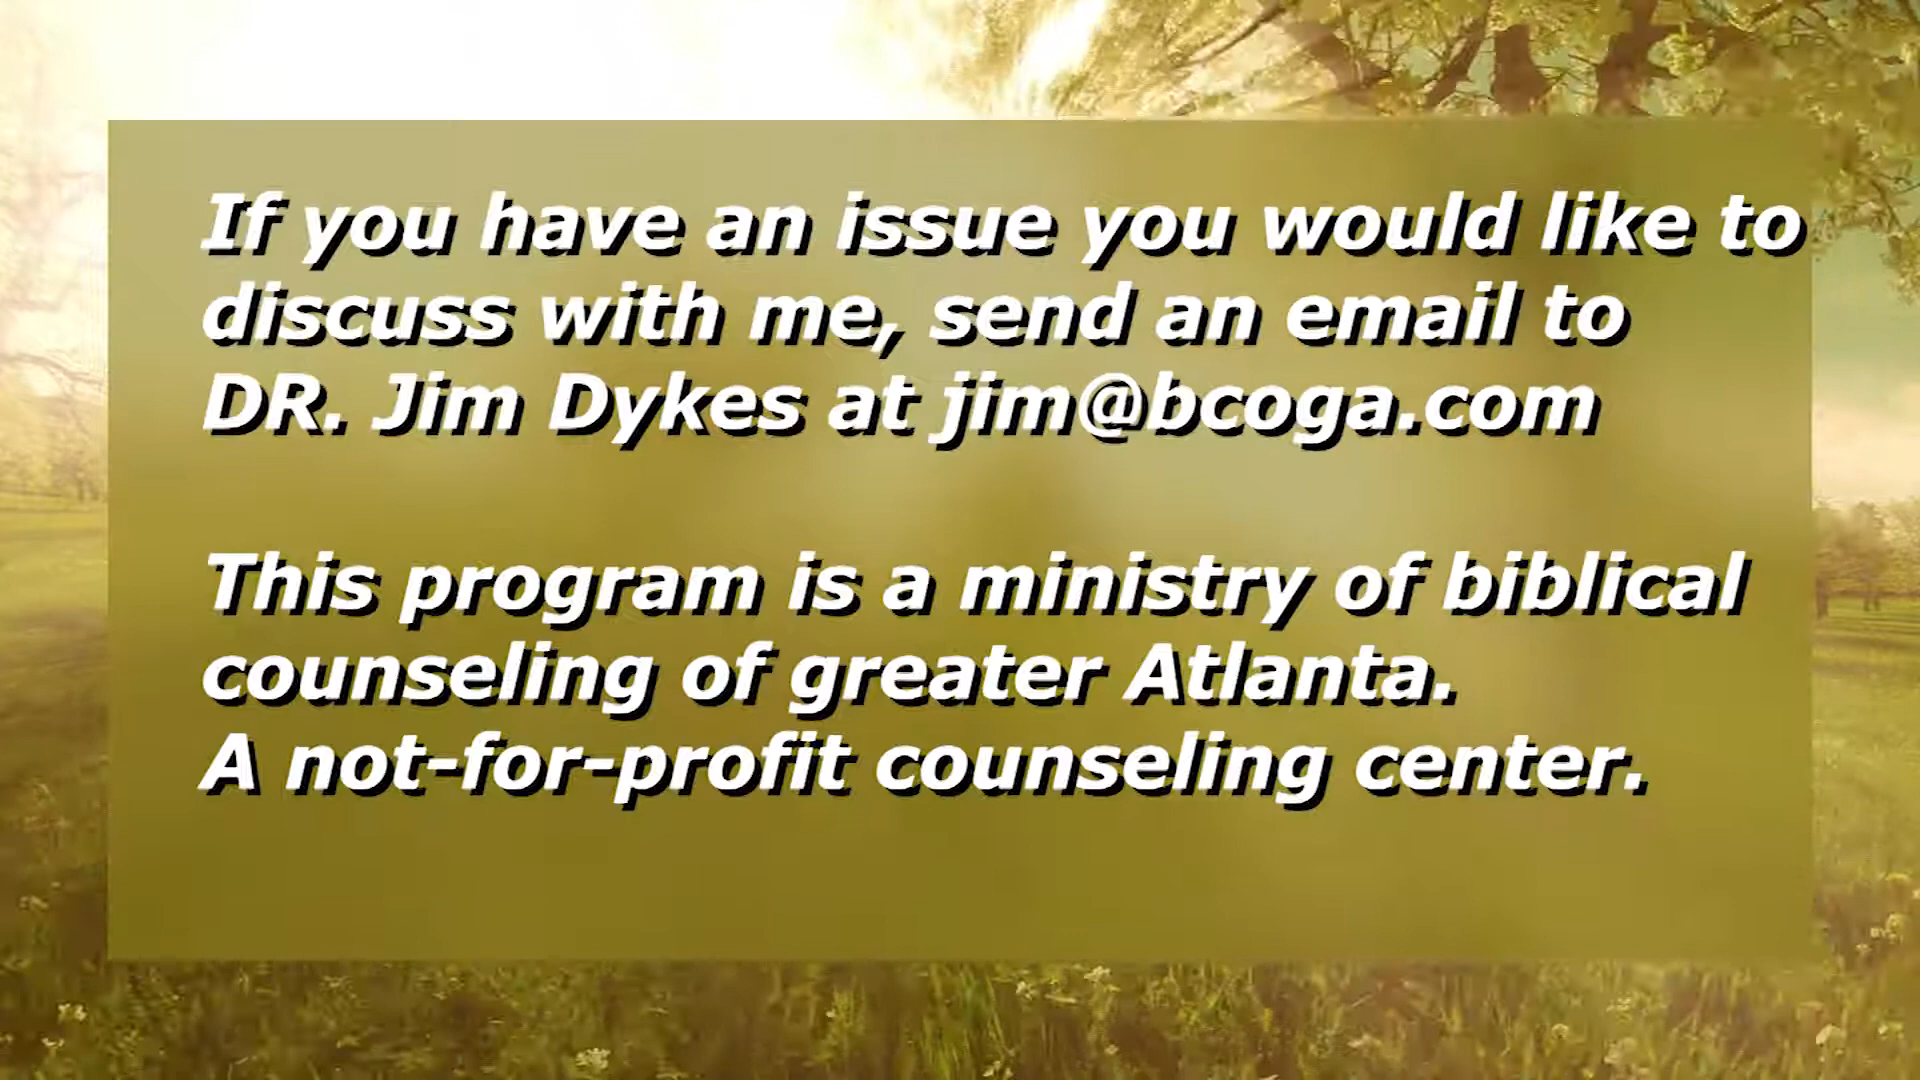 If you have an issue you would like to
discuss with me, send an email to
DR. Jim Dykes at jim@bcoga.com
This program is a ministry of biblical
counseling of greater Atlanta.
A not-for-profit counseling center.